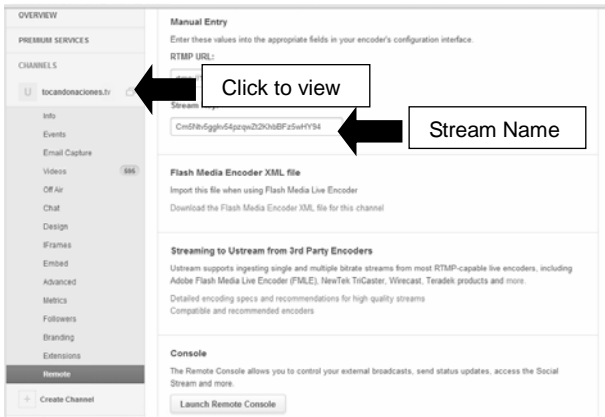 OVERVIEW
PREMIUM SERVICES
CHANNELS
U tocandonaciones.tv
Info
Events
Email Capture
Videos 595
Off Air
Chat
Design
IFrames
Embed
Advanced
Metrics
Followers
Branding
Extensions
Remote
+ Create Channel
Manual Entry
Enter these values into the appropriate fields in your encoder's configuration interface.
RTMP URL:
Click to view
Stream
Stream Name
Flash Media Encoder XML file
Import this file when using Flash Media Live Encoder
Download the Flash Media Encoder XML file for this channel
Streaming to Ustream from 3rd Party Encoders
Ustream supports ingesting single and multiple bitrate streams from most RTMP-capable live encoders, including
Adobe Flash Media Live Encoder (FMLE), NewTek TriCaster, Wirecast, Teradek products and more.
Detailed encoding specs and recommendations for high quality streams
Compatible and recommended encoders
Console
The Remote Console allows you to control your external broadcasts, send status updates, access the Social
Stream and more.
Launch Remote Console